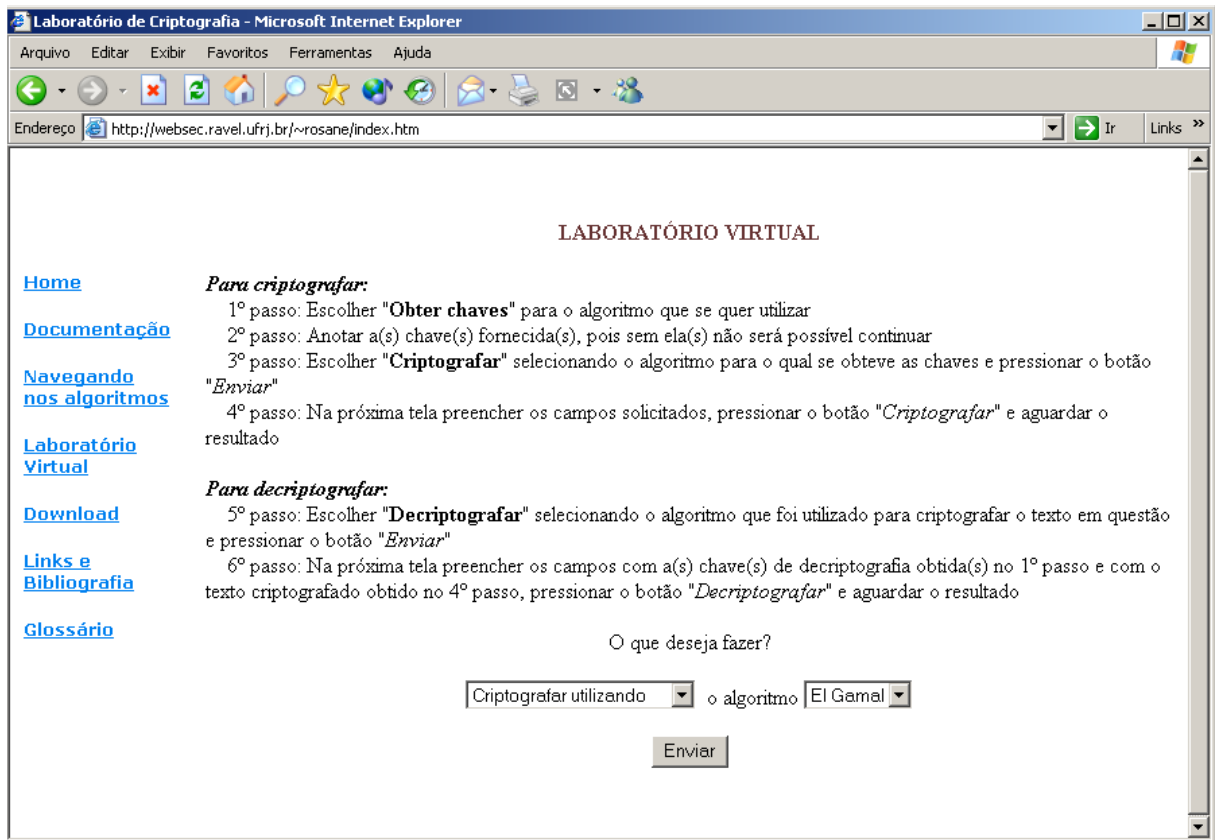 Laboratório de Criptografia - Microsoft Internet Explorer
Arquivo Editar Exibir Favoritos Ferramentas Ajuda
Endereço http://websec.ravel.ufrj.br/~rosane/index.htm Ir Links »
LABORATÓRIO VIRTUAL
Home
Documentação
Navegando
nos algoritmos
Laboratório
Virtual
Download
Links e
Bibliografia
Glossário
Para criptografar:
1º passo: Escolher "Obter chaves" para o algoritmo que se quer utilizar
2º passo: Anotar a(s) chave(s) fornecida(s), pois sem ela(s) não será possível continuar
3º passo: Escolher "Criptografar" selecionando o algoritmo para o qual se obteve as chaves e pressionar o botão
"Enviar"
4º passo: Na próxima tela preencher os campos solicitados, pressionar o botão "Criptografar" e aguardar o
resultado
Para decriptografar:
5º passo: Escolher "Decriptografar" selecionando o algoritmo que foi utilizado para criptografar o texto em questão
e pressionar o botão "Enviar"
6º passo: Na próxima tela preencher os campos com a(s) chave(s) de decriptografia obtida(s) no 1º passo e com o
texto criptografado obtido no 4º passo, pressionar o botão "Decriptografar" e aguardar o resultado
O que deseja fazer?
Criptografar utilizando o algoritmo El Gamal
Enviar